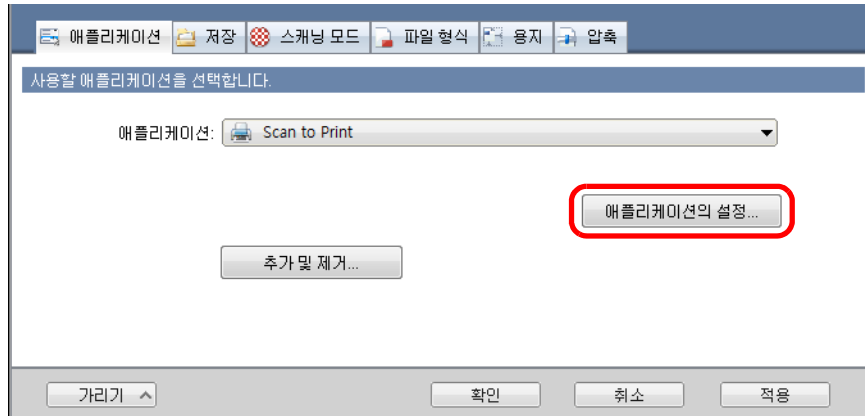 애플리케이션 저장 스캐닝 모드 파일 형식 용지 압축
사용할 애플리케이션을 선택합니다.
애플리케이션: Scan to Print
애플리케이션의 설정...
추가 및 제거...
가리기 확인 취소 적용